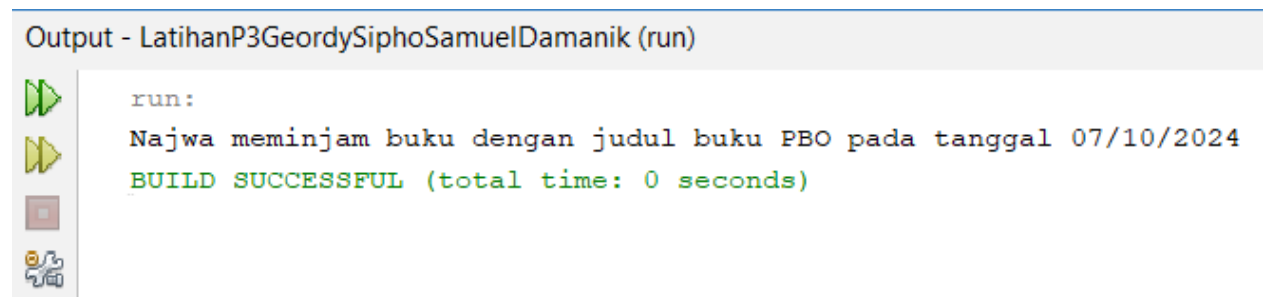 Output - LatihanP3GeordySiphoSamuelDamanik (run)
run:
Najwa meminjam buku dengan judul buku PBO pada tanggal 07/10/2024
BUILD SUCCESSFUL (total time: 0 seconds)